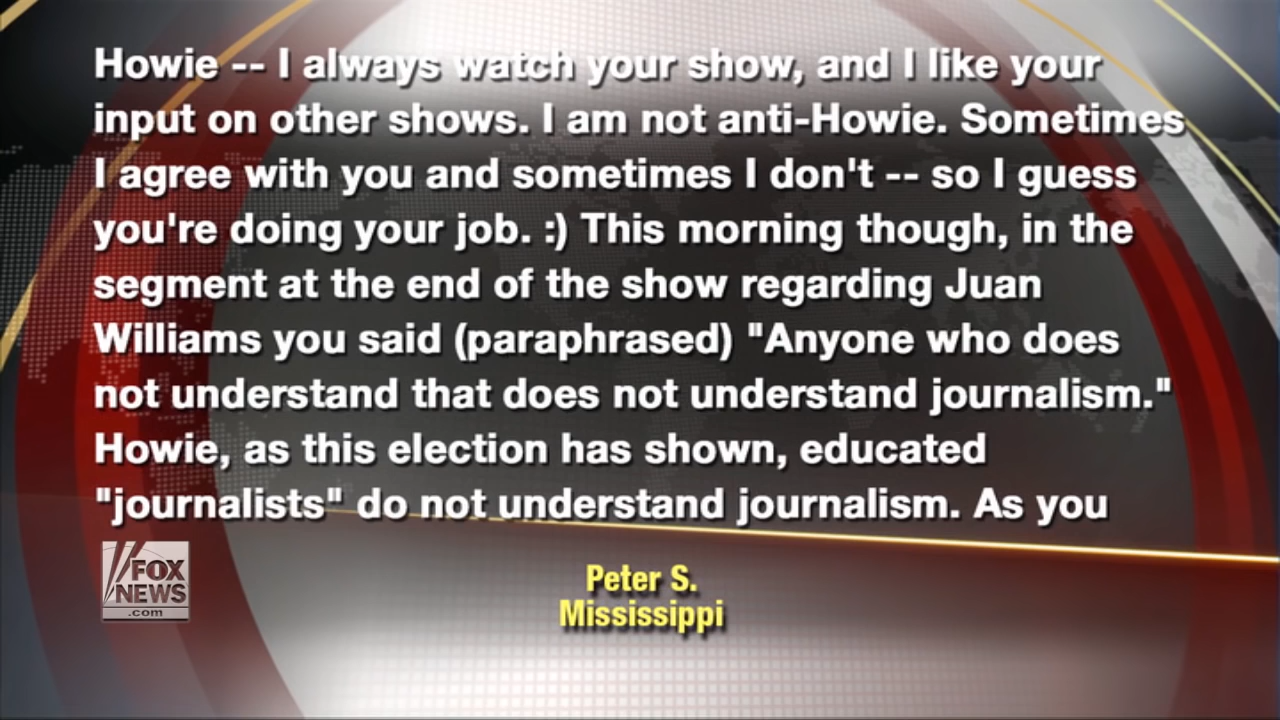 Howie -- I always watch your show, and I like your
input on other shows. I am not anti-Howie. Sometimes
I agree with you and sometimes I don't -- so I guess
you're doing your job. :) This morning though, in the
segment at the end of the show regarding Juan
Williams you said (paraphrased) "Anyone who does
not understand that does not understand journalism."
Howie, as this election has shown, educated
"journalists" do not understand journalism. As you
FOX
NEWS
.com
Peter S.
Mississippi